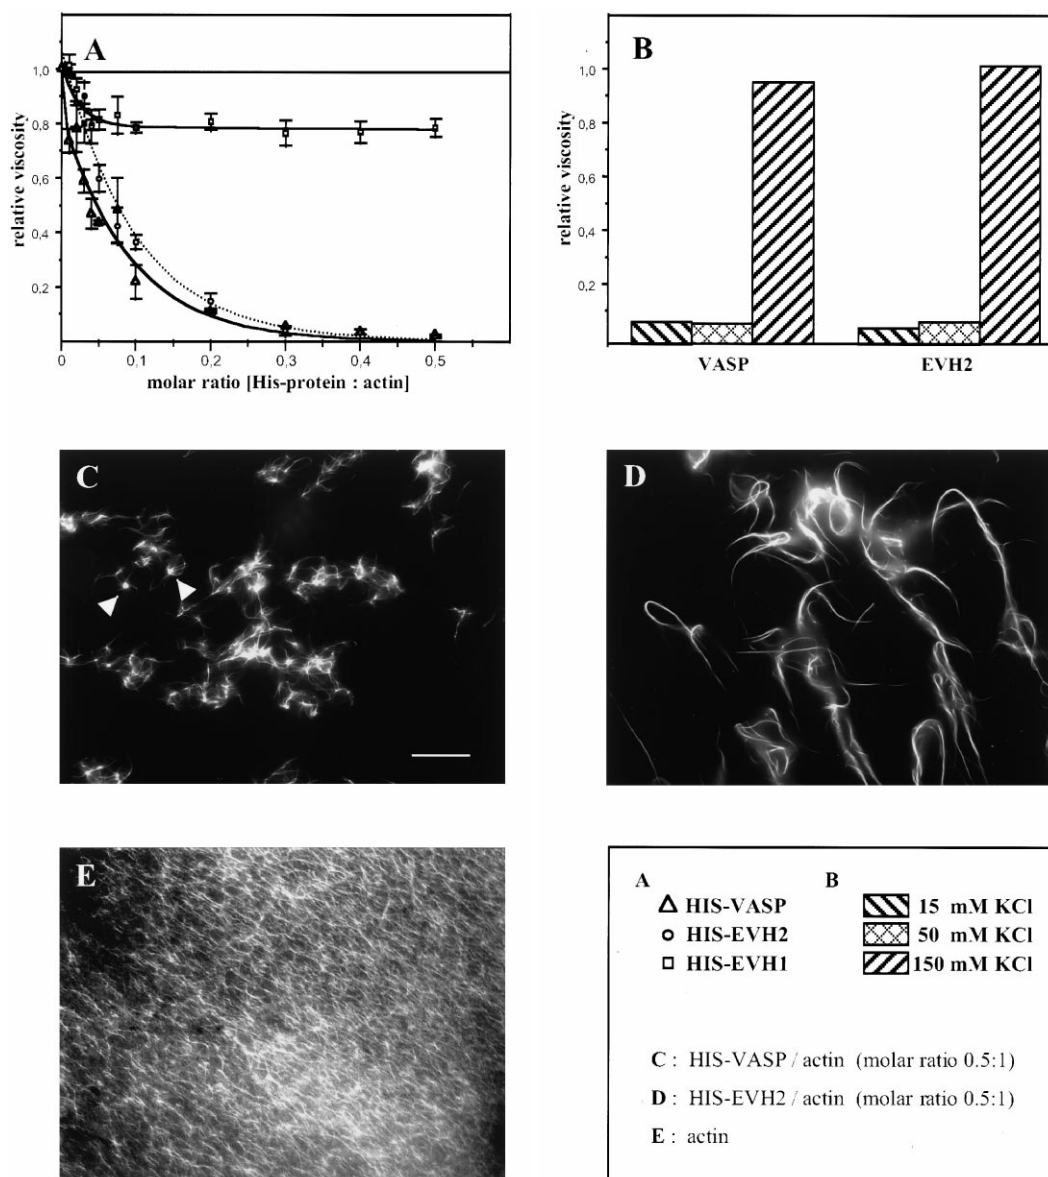 A
relative viscosity
1,0
0,8
0,6
0,4
0,2
0
0,1
0,2
0,3
0,4
0,5
molar ratio [His-protein : actin]
B
relative viscosity
1,0
0,8
0,6
0,4
0,2
VASP
EVH2
C
D
E
A
HIS-VASP
HIS-EVH2
HIS-EVH1
B
15 mM KCl
50 mM KCl
150 mM KCl
C : HIS-VASP / actin (molar ratio 0.5:1)
D : HIS-EVH2 / actin (molar ratio 0.5:1)
E : actin